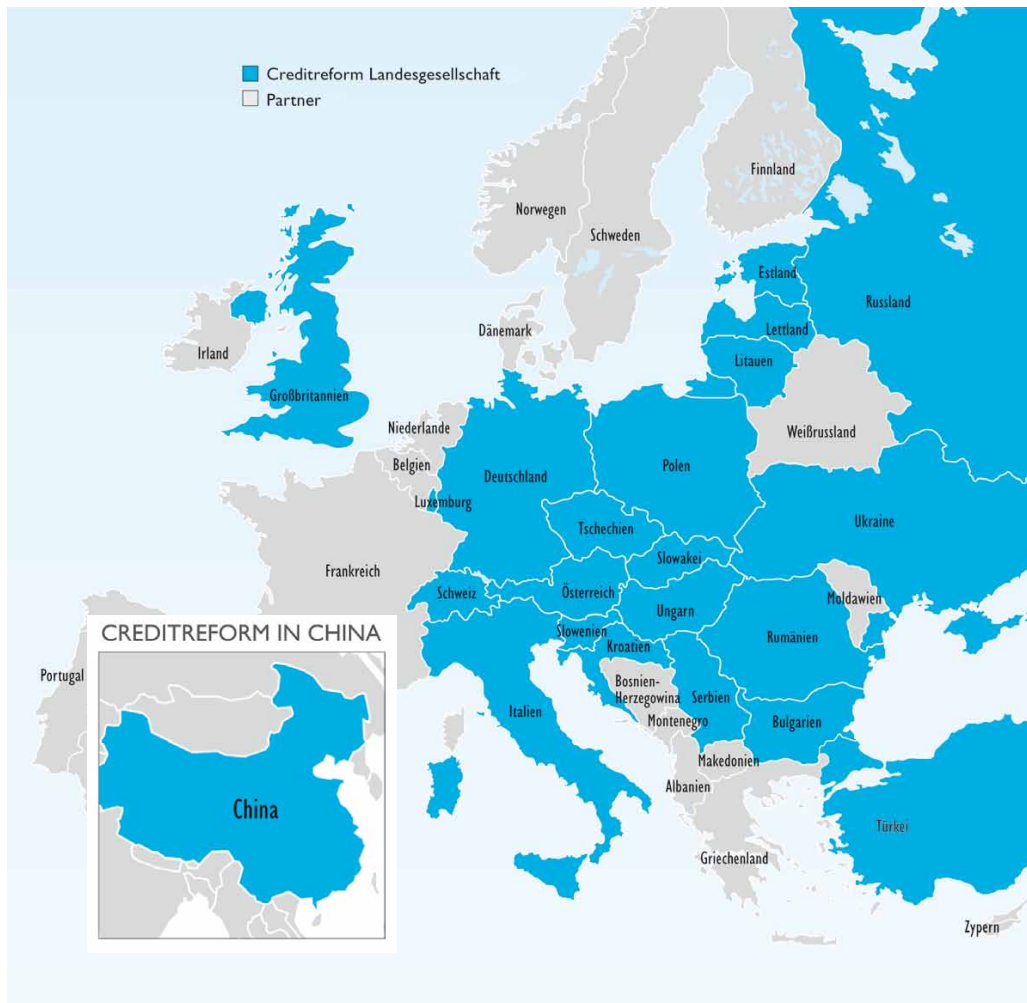 Creditreform Landesgesellschaft
Partner
Finnland
Norwegen
Schweden
Estland
Russland
Lettland
Dänemark
Irland
Litauen
Großbritannien
Niederlande
Weißrussland
Belgien
Polen
Deutschland
Luxemburg
Ukraine
Tschechien
Slowakei
Frankreich
Schweiz
Österreich
Moldawien
Ungarn
Slowenien
Rumänien
Kroatien
CREDITREFORM IN CHINA
Portugal
Bosnien-
Herzegowina
Serbien
Italien
Montenegro
Bulgarien
Makedonien
Albanien
China
Türkei
Griechenland
Zypern